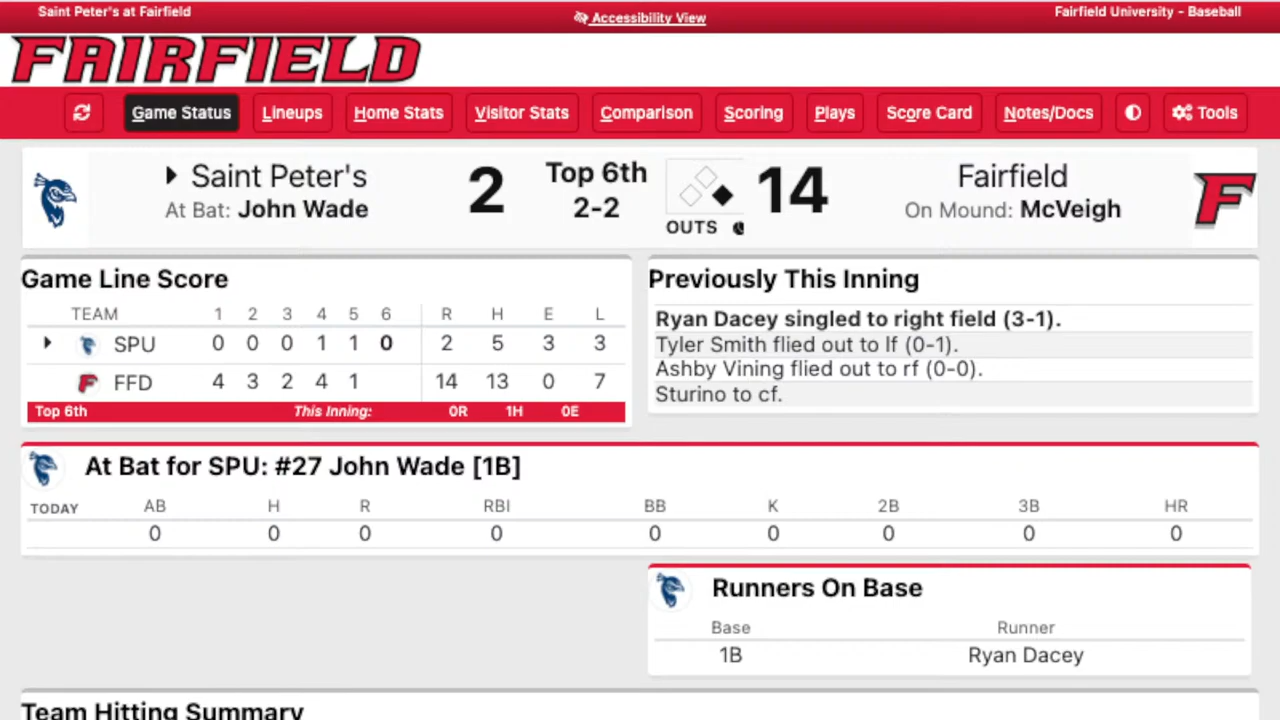 Saint Peter's at Fairfield
Accessibility View
Fairfield University - Baseball
FAIRFIELD
Game Status
Lineups
Home Stats
Visitor Stats
Comparison
Scoring
Plays
Score Card
Notes/Docs
Tools
Saint Peter's
At Bat: John Wade
2
Top 6th
2-2
OUTS
14
Fairfield
On Mound: McVeigh
F
Game Line Score
TEAM 1 2 3 4 5 6 R H E L
SPU 0 0 0 1 1 0 2 5 3 3
F FFD 4 3 2 4 1 14 13 0 7
Top 6th This Inning: 0R 1H 0E
Previously This Inning
Ryan Dacey singled to right field (3-1).
Tyler Smith flied out to lf (0-1).
Ashby Vining flied out to rf (0-0).
Sturino to cf.
At Bat for SPU: #27 John Wade [1B]
TODAY AB H R RBI BB K 2B 3B HR
0 0 0 0 0 0 0 0 0
Runners On Base
Base Runner
1B Ryan Dacey
Team Hitting Summary